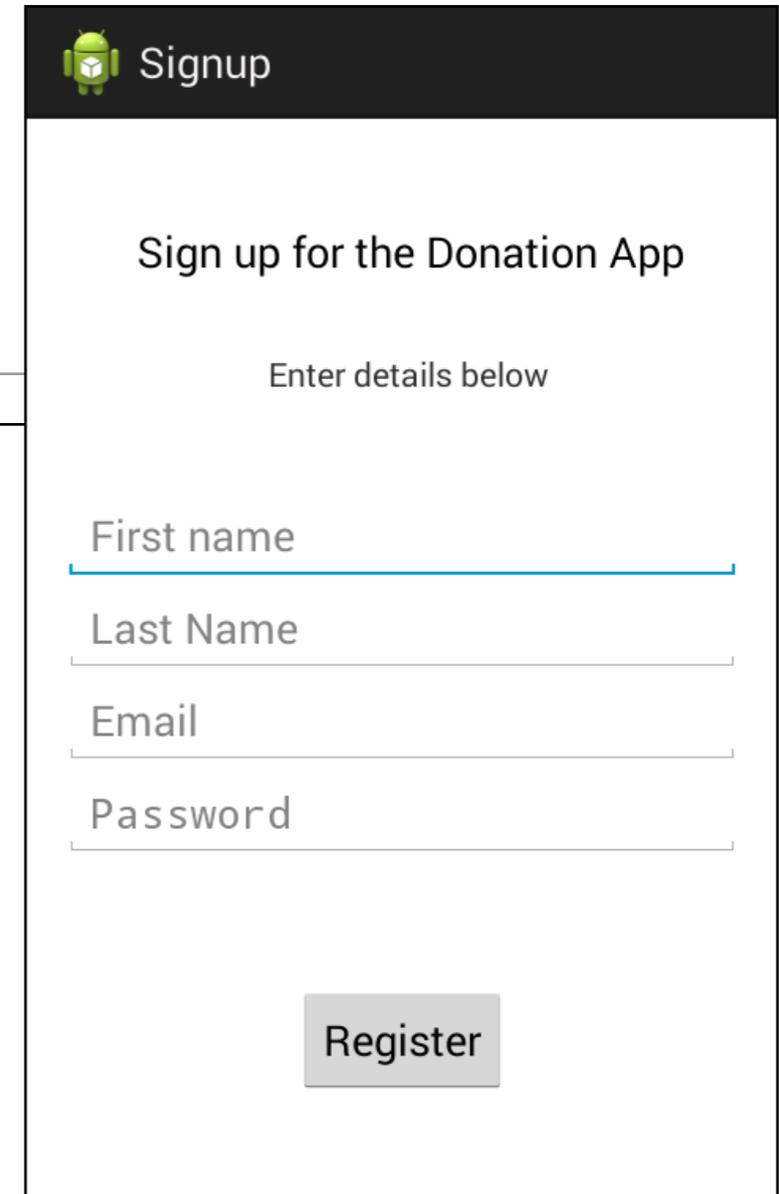 Signup
Sign up for the Donation App
Enter details below
First name
Last Name
Email
Password
Register